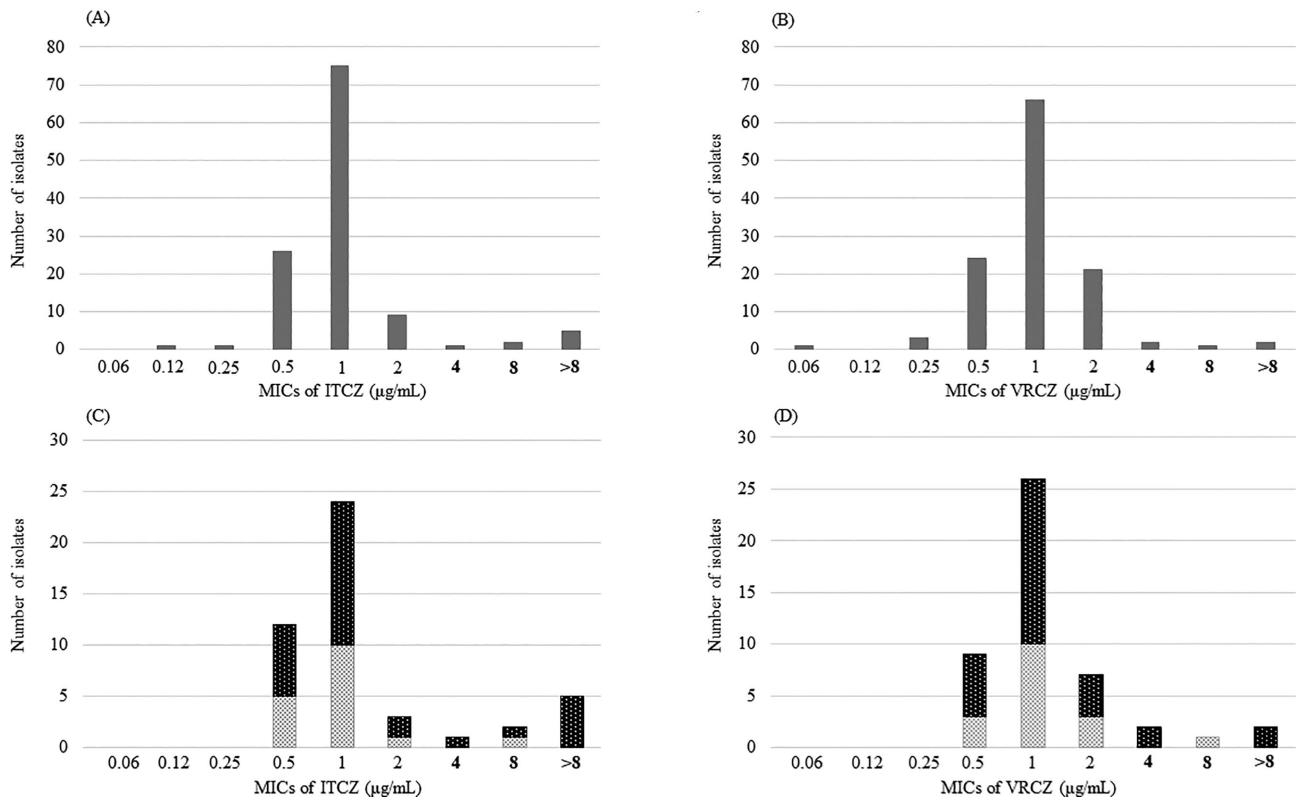 (A)
80
70
60
50
40
30
20
10
0
Number of isolates
0.06 0.12 0.25 0.5 1 2 4 8 >8
MICs of ITCZ (µg/mL)
(B)
80
70
60
50
40
30
20
10
0
Number of isolates
0.06 0.12 0.25 0.5 1 2 4 8 >8
MICs of VRCZ (µg/mL)
(C)
30
25
20
15
10
5
0
Number of isolates
0.06 0.12 0.25 0.5 1 2 4 8 >8
MICs of ITCZ (µg/mL)
(D)
30
25
20
15
10
5
0
Number of isolates
0.06 0.12 0.25 0.5 1 2 4 8 >8
MICs of VRCZ (µg/mL)